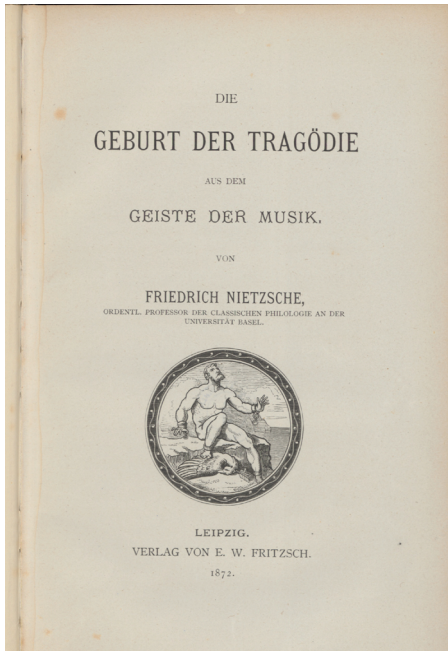 DIE
GEBURT DER TRAGÖDIE
AUS DEM
GEISTE DER MUSIK.
VON
FRIEDRICH NIETZSCHE,
ORDENTL. PROFESSOR DER CLASSISCHEN PHILOLOGIE AN DER
UNIVERSITÄT BASEL.
LEIPZIG.
VERLAG VON E. W. FRITZSCH.
1872.